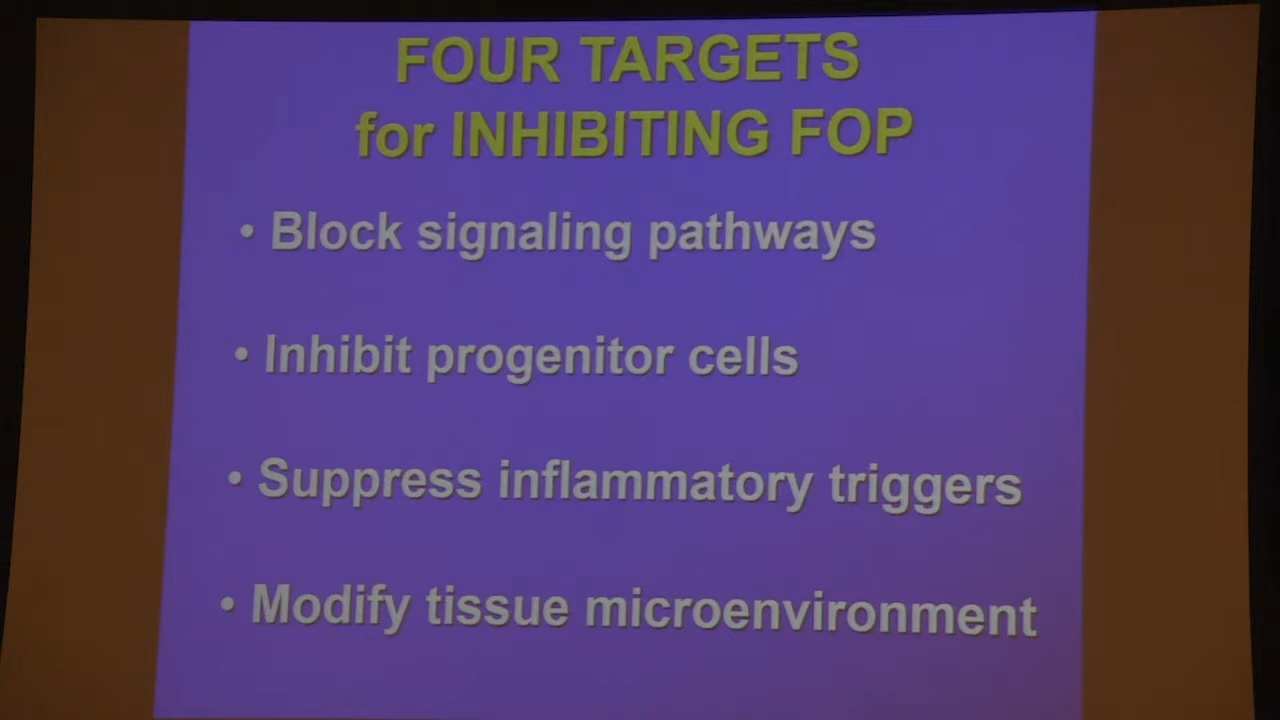 FOUR TARGETS
for INHIBITING FOP
• Block signaling pathways
• Inhibit progenitor cells
• Suppress inflammatory triggers
• Modify tissue microenvironment